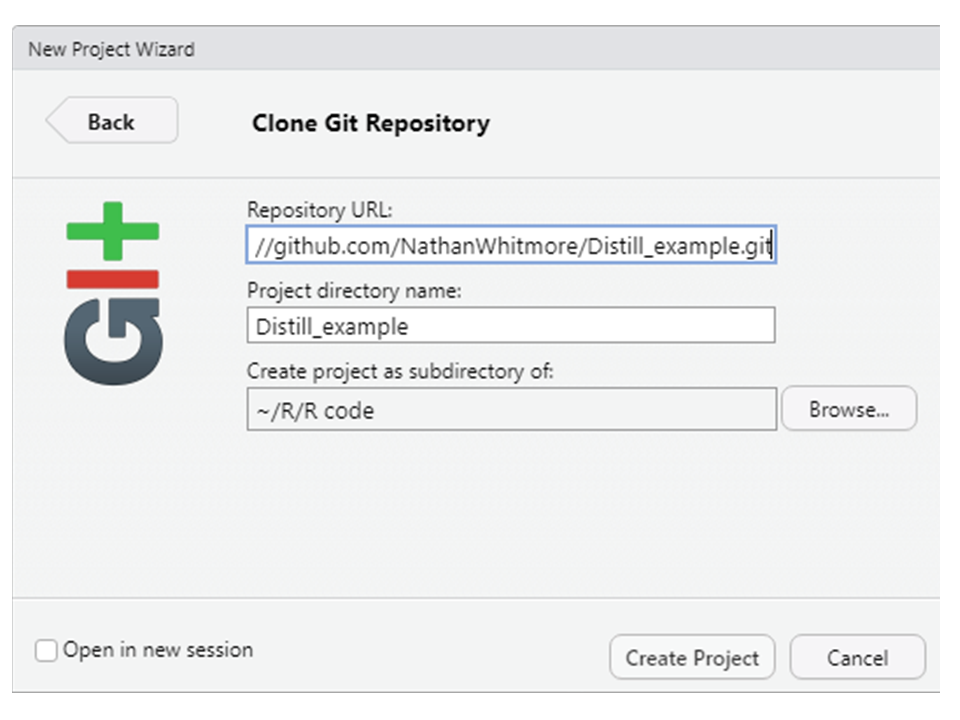 New Project Wizard
Back
Clone Git Repository
GIt
Repository URL:
//github.com/NathanWhitmore/Distill_example.git
Project directory name:
Distill_example
Create project as subdirectory of:
~/R/R code
Browse...
Open in new session
Create Project
Cancel